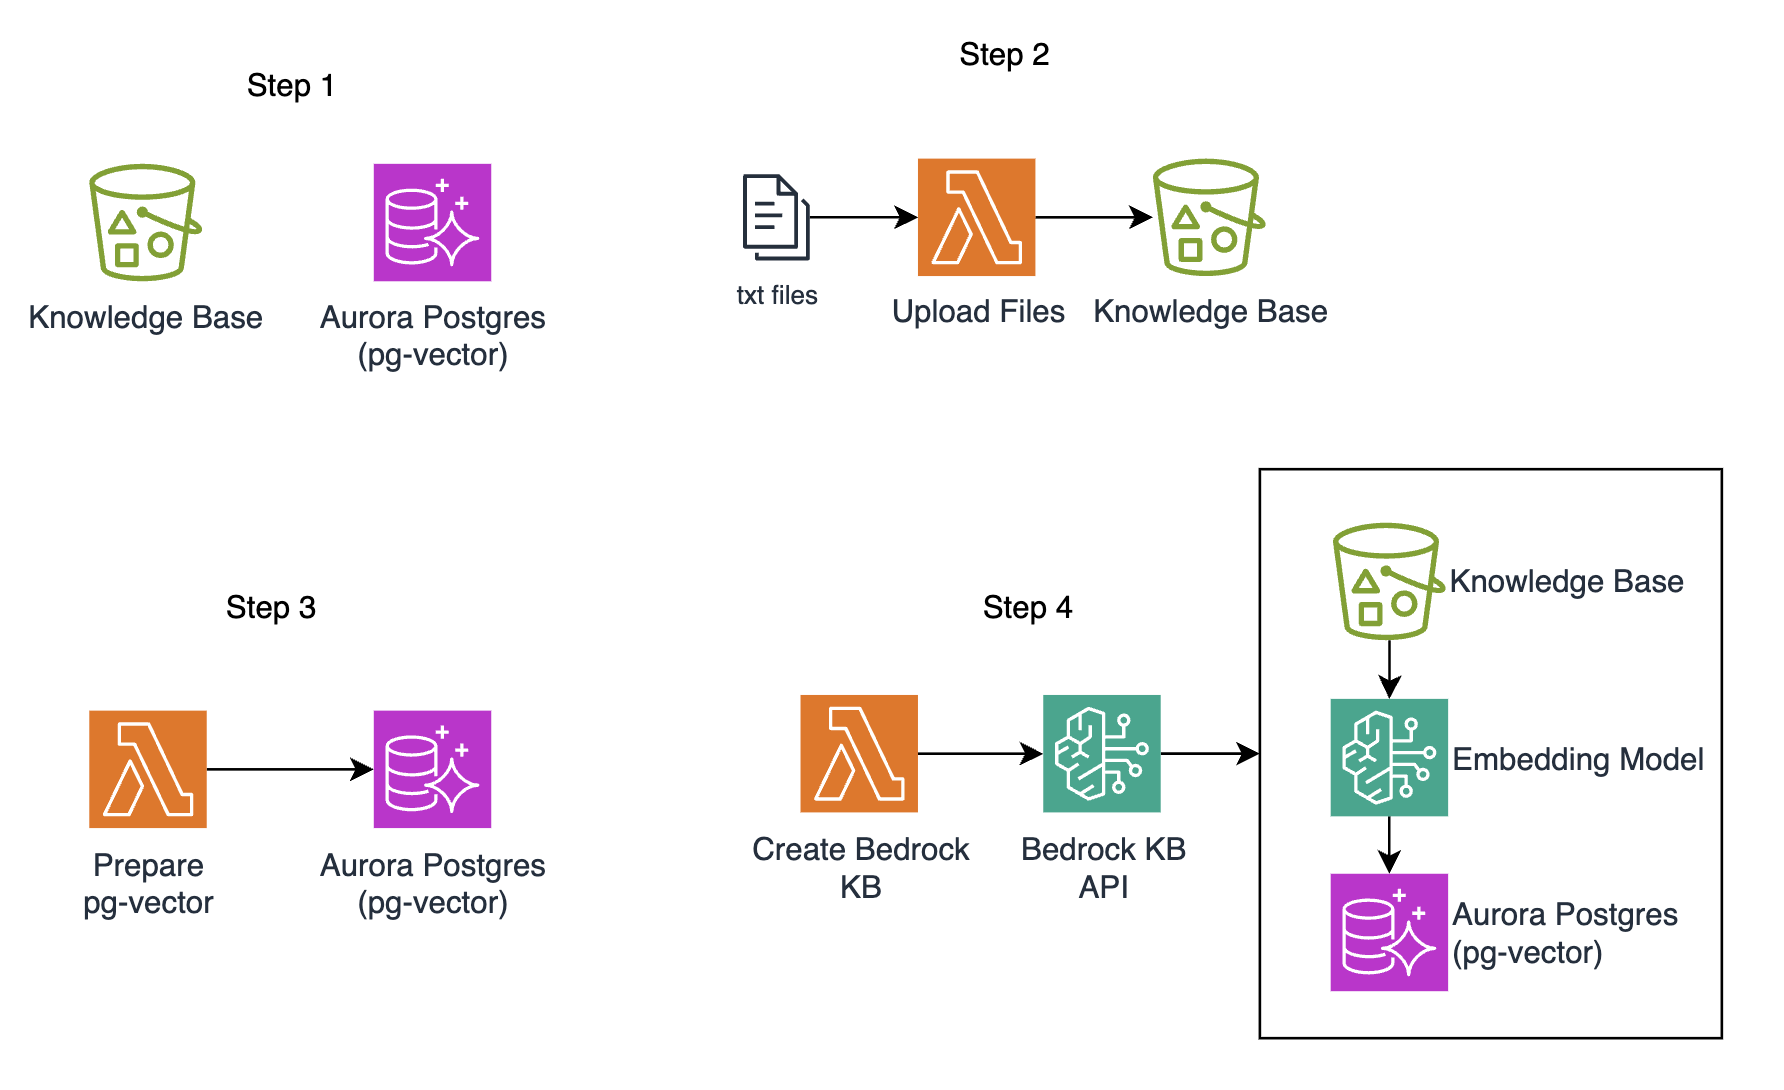 Step 1
Knowledge Base
Aurora Postgres
(pg-vector)
Step 2
txt files
Upload Files
Knowledge Base
Step 3
Prepare
pg-vector
Aurora Postgres
(pg-vector)
Step 4
Create Bedrock
KB
Bedrock KB
API
Knowledge Base
Embedding Model
Aurora Postgres
(pg-vector)